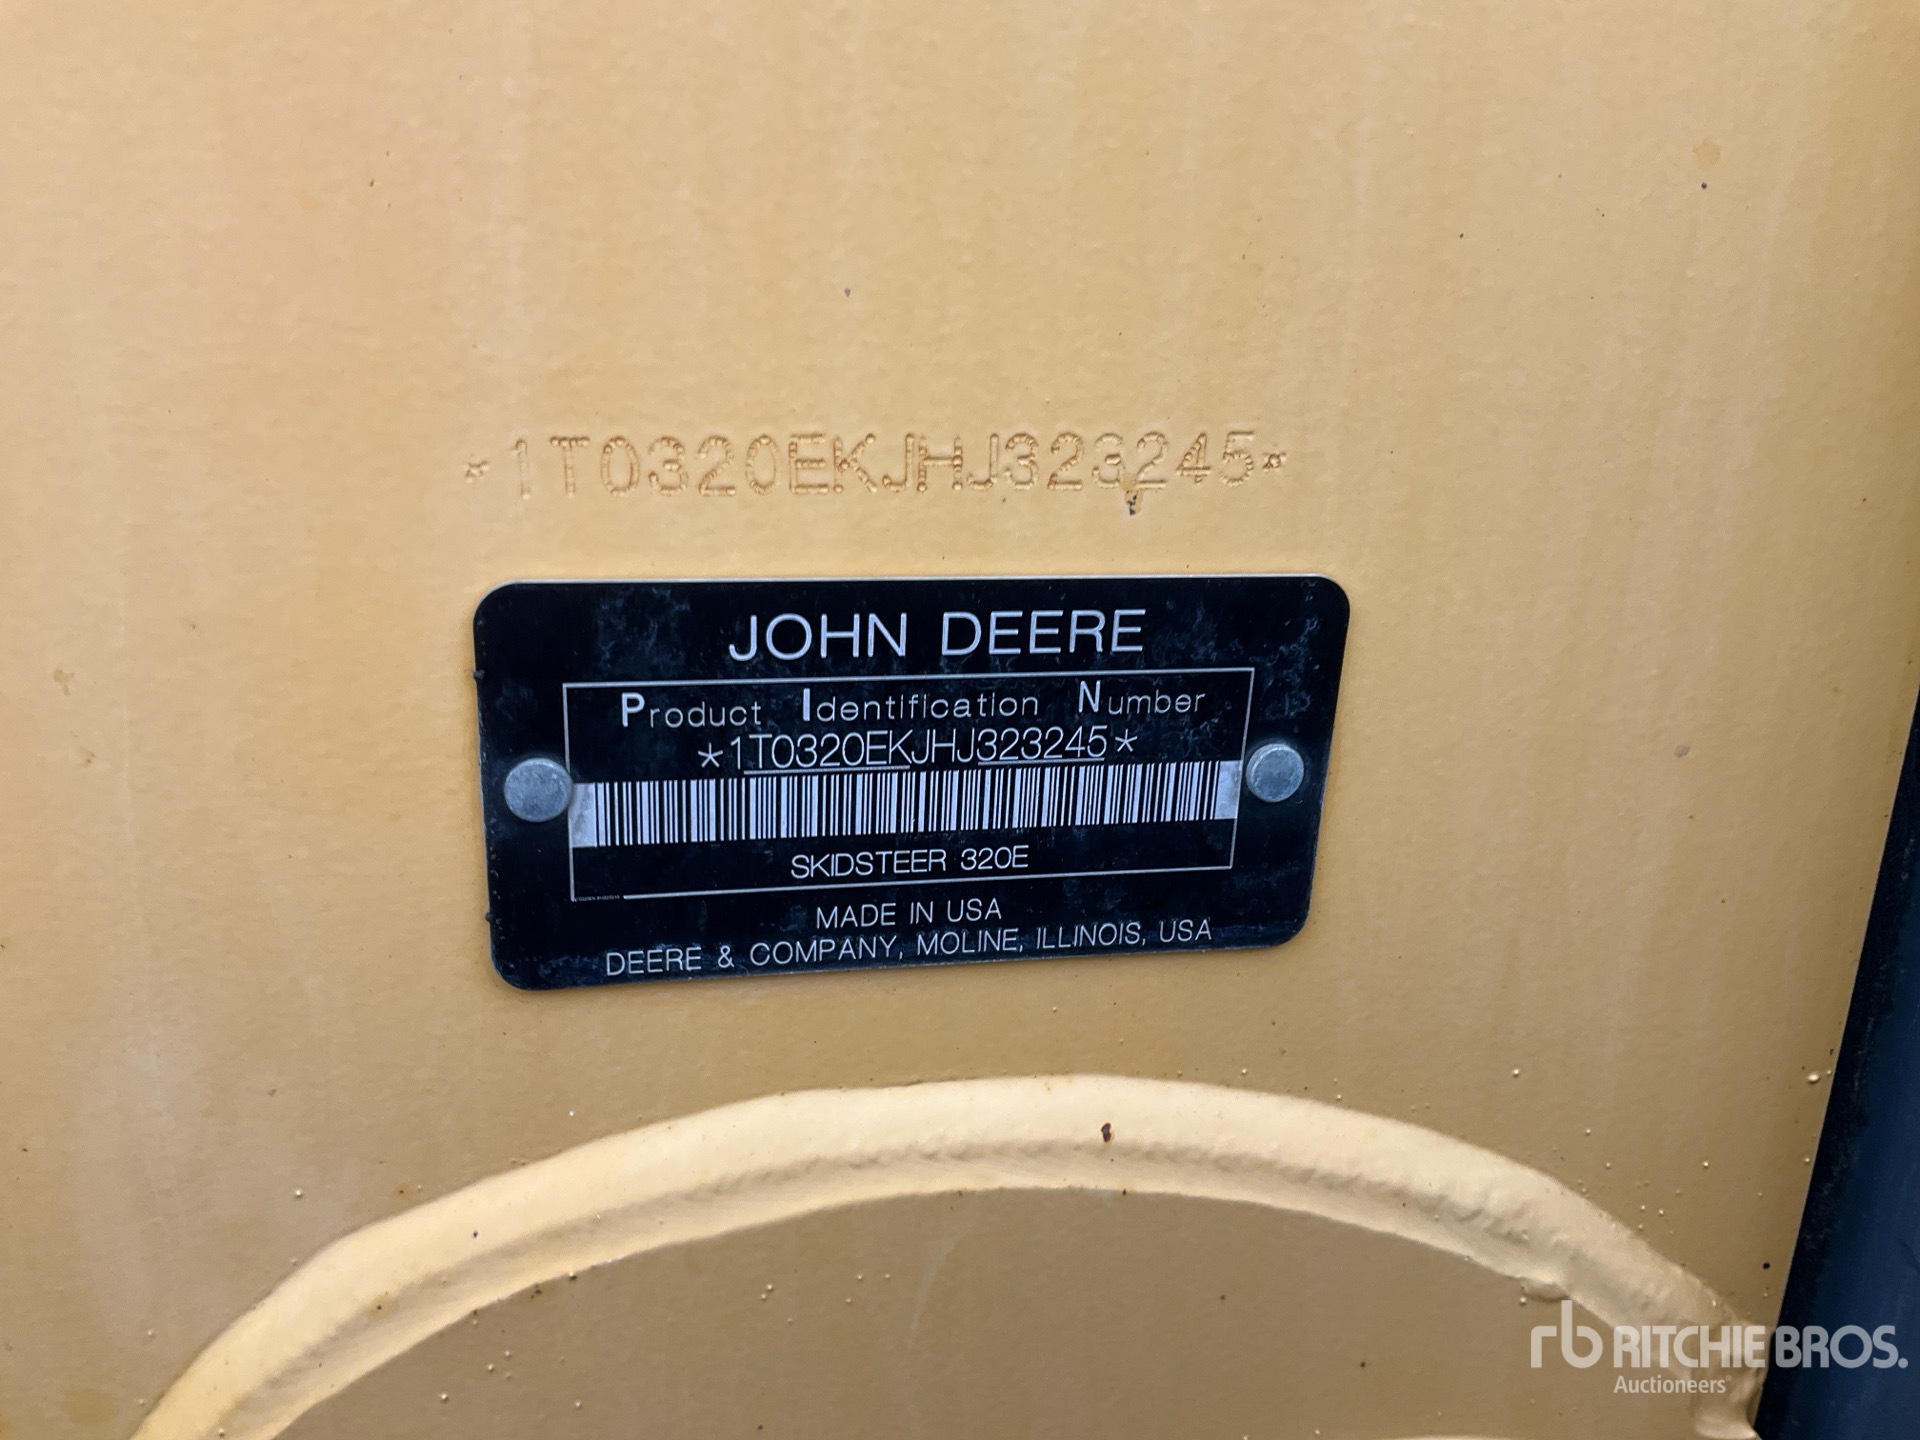 *1T0320EKJHJ323245*
JOHN DEERE
Product Identification Number
*1T0320EKJHJ323245*
SKIDSTEER 320E
MADE IN USA
DEERE & COMPANY, MOLINE, ILLINOIS, USA
rb RITCHIE BROS.
Auctioneers